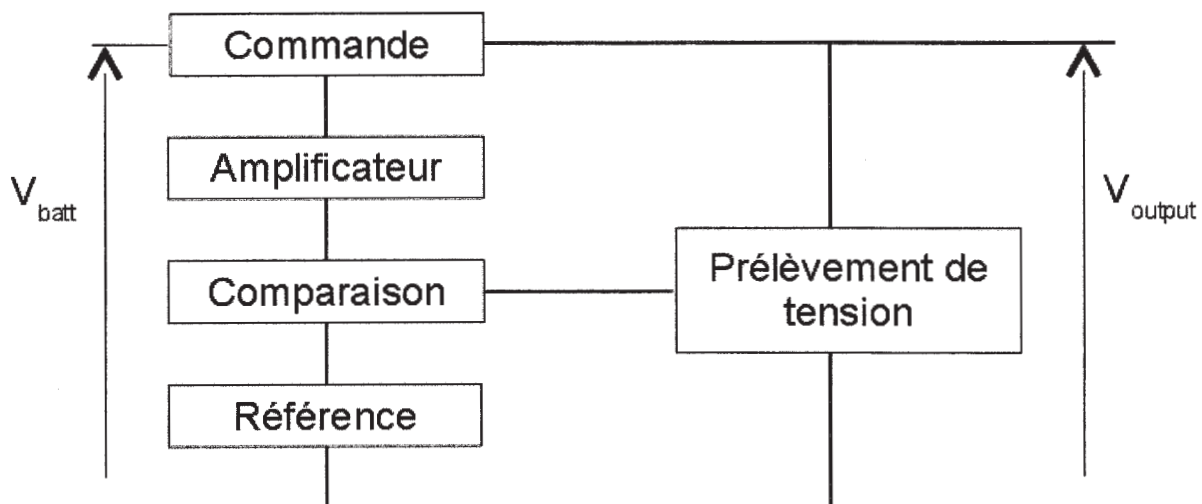 Commande
Amplificateur
V batt
V output
Comparaison
Prélèvement de
tension
Référence